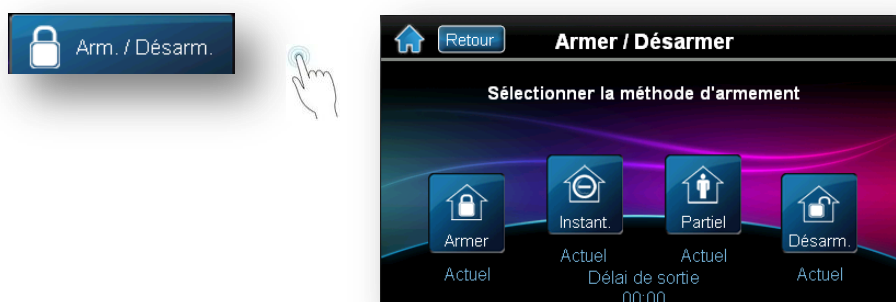 Arm. / Désarm.
Retour
Armer / Désarmer
Sélectionner la méthode d'armement
Armer
Instant.
Partiel
Désarm.
Actuel
Actuel
Actuel
Actuel
Délai de sortie
00:00